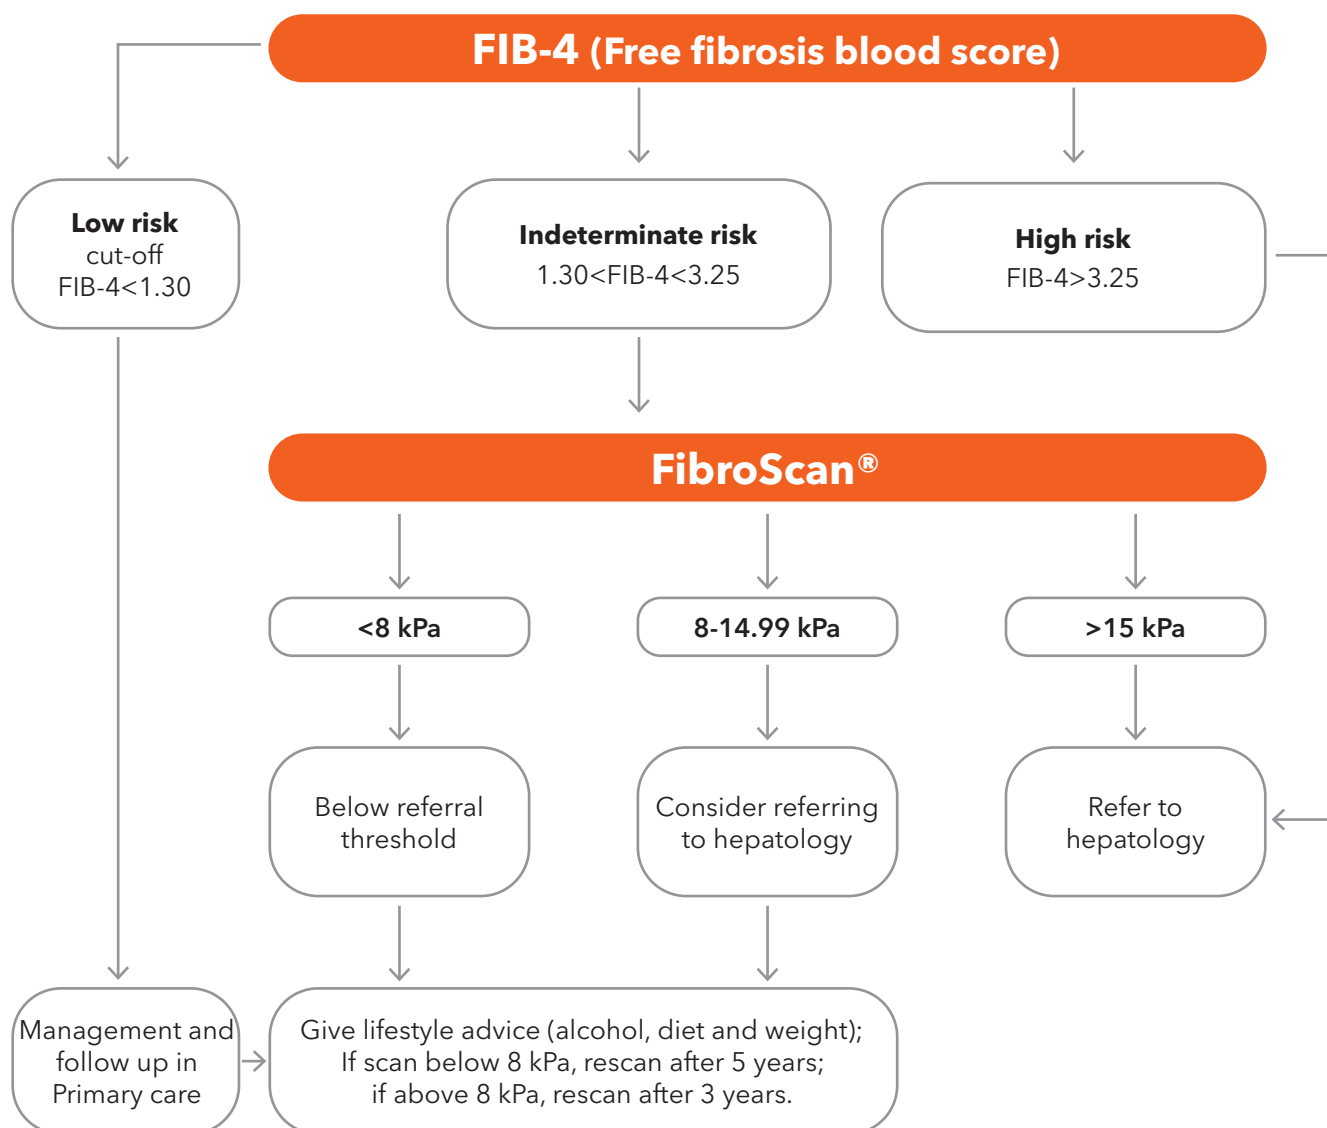 FIB-4 (Free fibrosis blood score)
Low risk
cut-off
FIB-4<1.30
Indeterminate risk
1.30<FIB-4<3.25
High risk
FIB-4>3.25
FibroScan®
<8 kPa
8-14.99 kPa
>15 kPa
Below referral
threshold
Consider referring
to hepatology
Refer to
hepatology
Management and
follow up in
Primary care
Give lifestyle advice (alcohol, diet and weight);
If scan below 8 kPa, rescan after 5 years;
if above 8 kPa, rescan after 3 years.